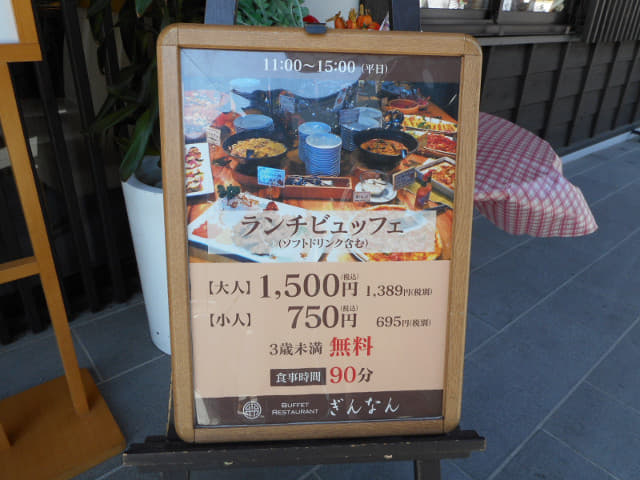 11:00～15:00（平日）
ランチビュッフェ
（ソフトドリンク含む）
【大人】1,500円（税込） 1,389円（税別）
【小人】750円（税込） 695円（税別）
3歳未満 無料
食事時間 90分
BUFFET RESTAURANT ぎんなん